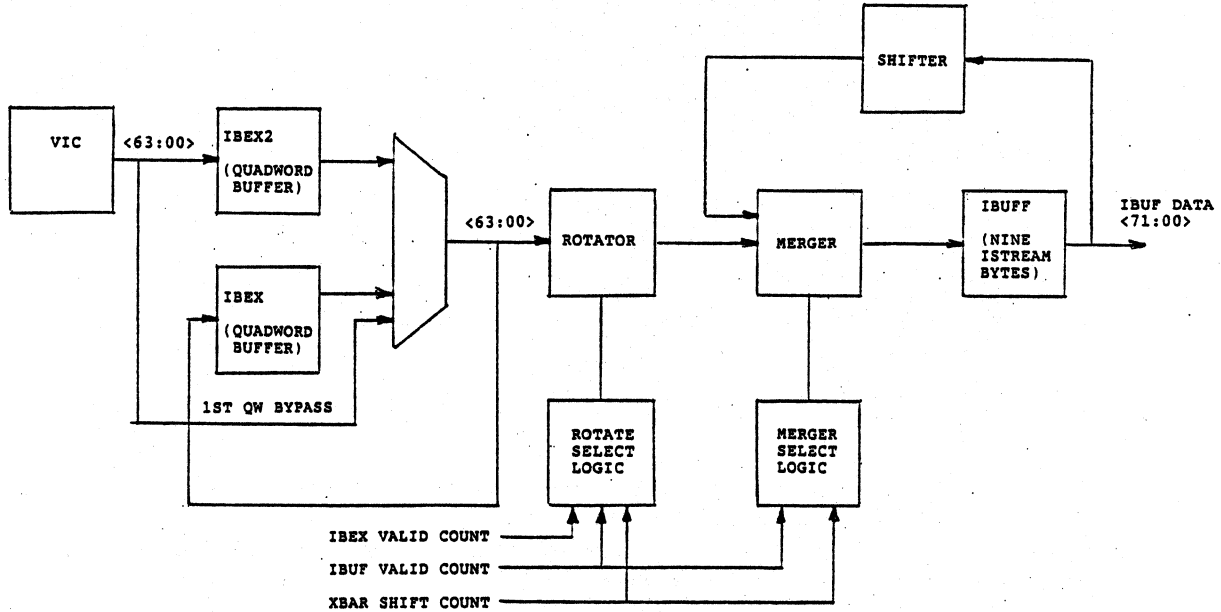 SHIFTER
VIC
<63:00>
IBEX2
(QUADWORD
BUFFER)
<63:00>
ROTATOR
MERGER
IBUFF
(NINE
ISTREAM
BYTES)
IBUF DATA
<71:00>
IBEX
(QUADWORD
BUFFER)
1ST QW BYPASS
ROTATE
SELECT
LOGIC
MERGER
SELECT
LOGIC
IBEX VALID COUNT
IBUF VALID COUNT
XBAR SHIFT COUNT